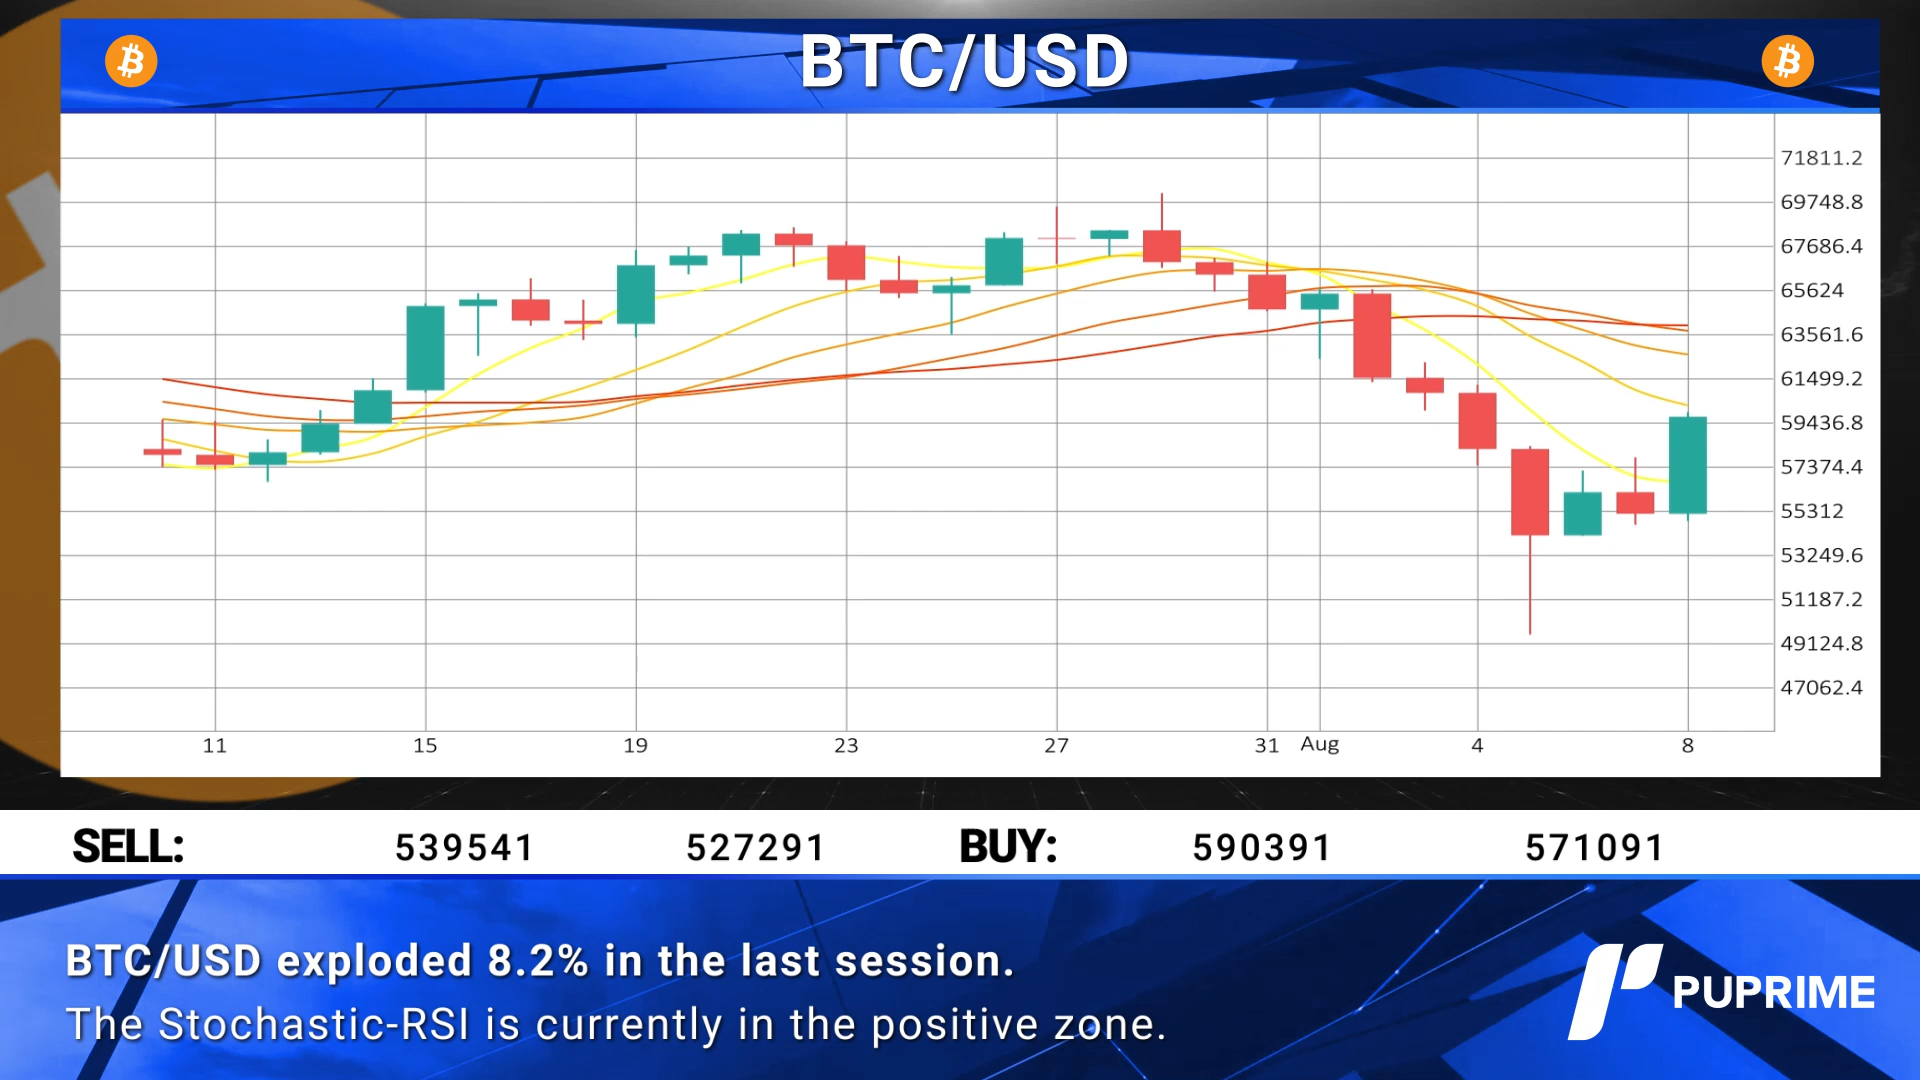 BTC/USD
71811.2
69748.8
67686.4
65624
63561.6
61499.2
59436.8
57374.4
55312
53249.6
51187.2
49124.8
47062.4
11 15 19 23 27 31 Aug 4 8
SELL: 539541 527291 BUY: 590391 571091
BTC/USD exploded 8.2% in the last session.
The Stochastic-RSI is currently in the positive zone.
PUPRIME